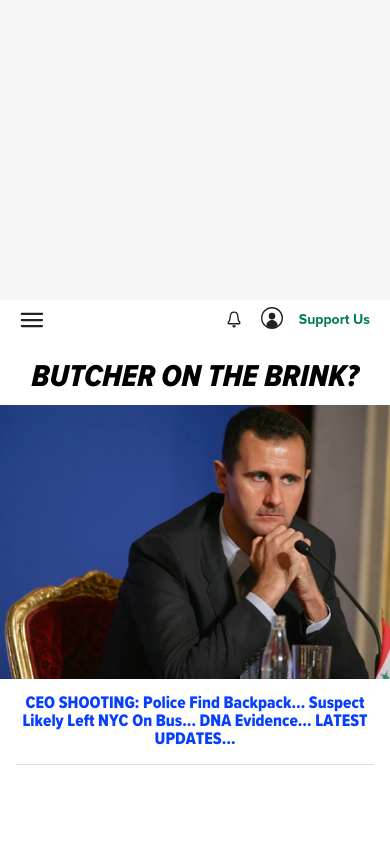 Support Us
BUTCHER ON THE BRINK?
CEO SHOOTING: Police Find Backpack... Suspect
Likely Left NYC On Bus... DNA Evidence... LATEST
UPDATES...